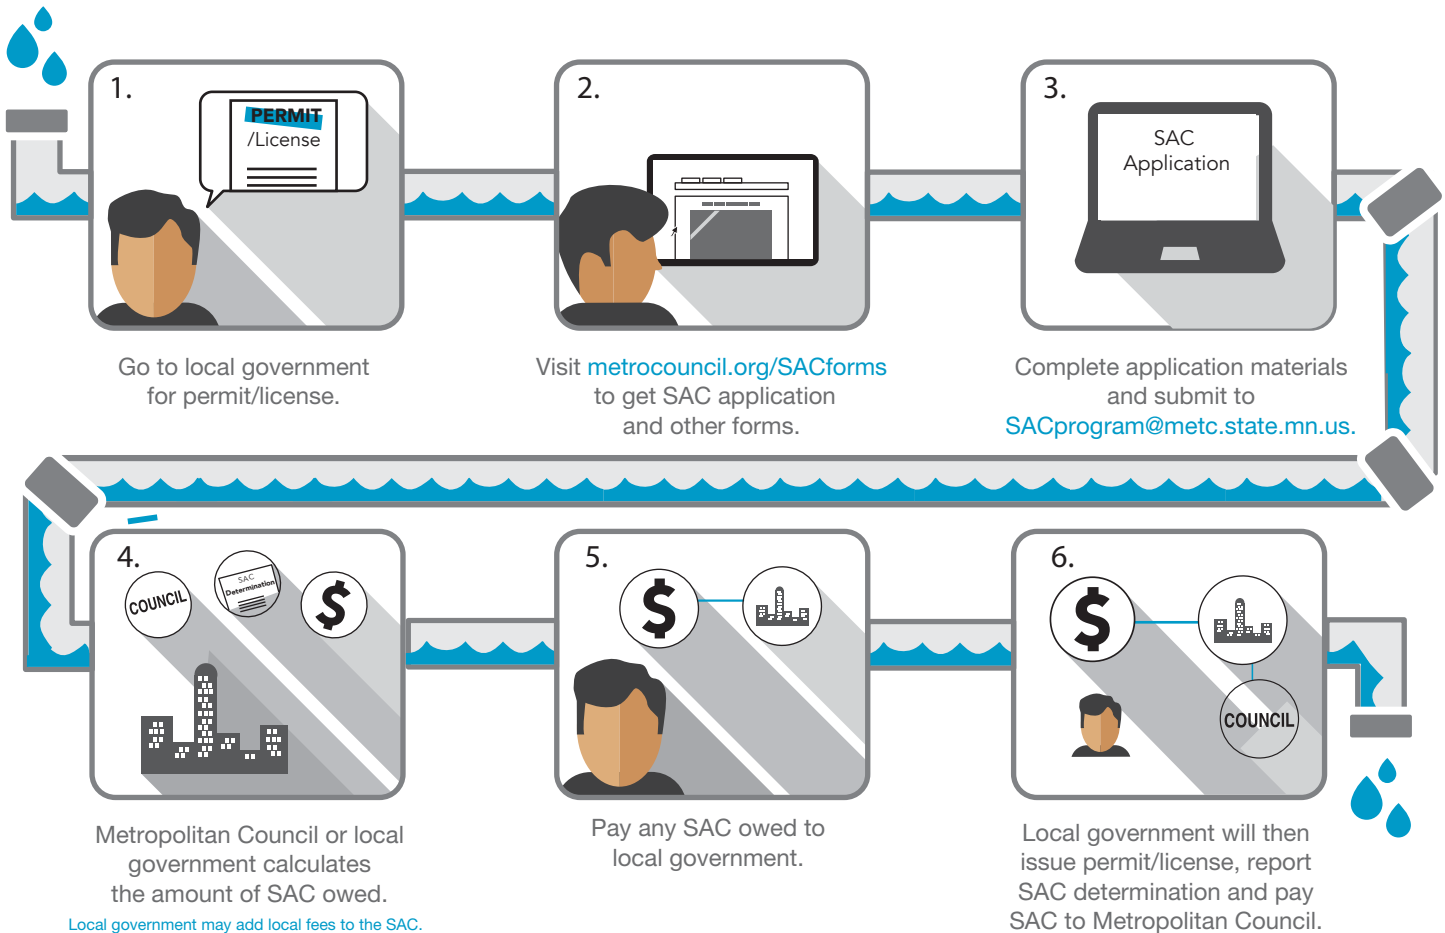 1.
PERMIT
/License
Go to local government
for permit/license.
2.
Visit metrocouncil.org/SACforms
to get SAC application
and other forms.
3.
SAC
Application
Complete application materials
and submit to
SACprogram@metc.state.mn.us.
4.
COUNCIL
SAC
Determination
$
Metropolitan Council or local
government calculates
the amount of SAC owed.
Local government may add local fees to the SAC.
5.
$
Pay any SAC owed to
local government.
6.
$
COUNCIL
Local government will then
issue permit/license, report
SAC determination and pay
SAC to Metropolitan Council.